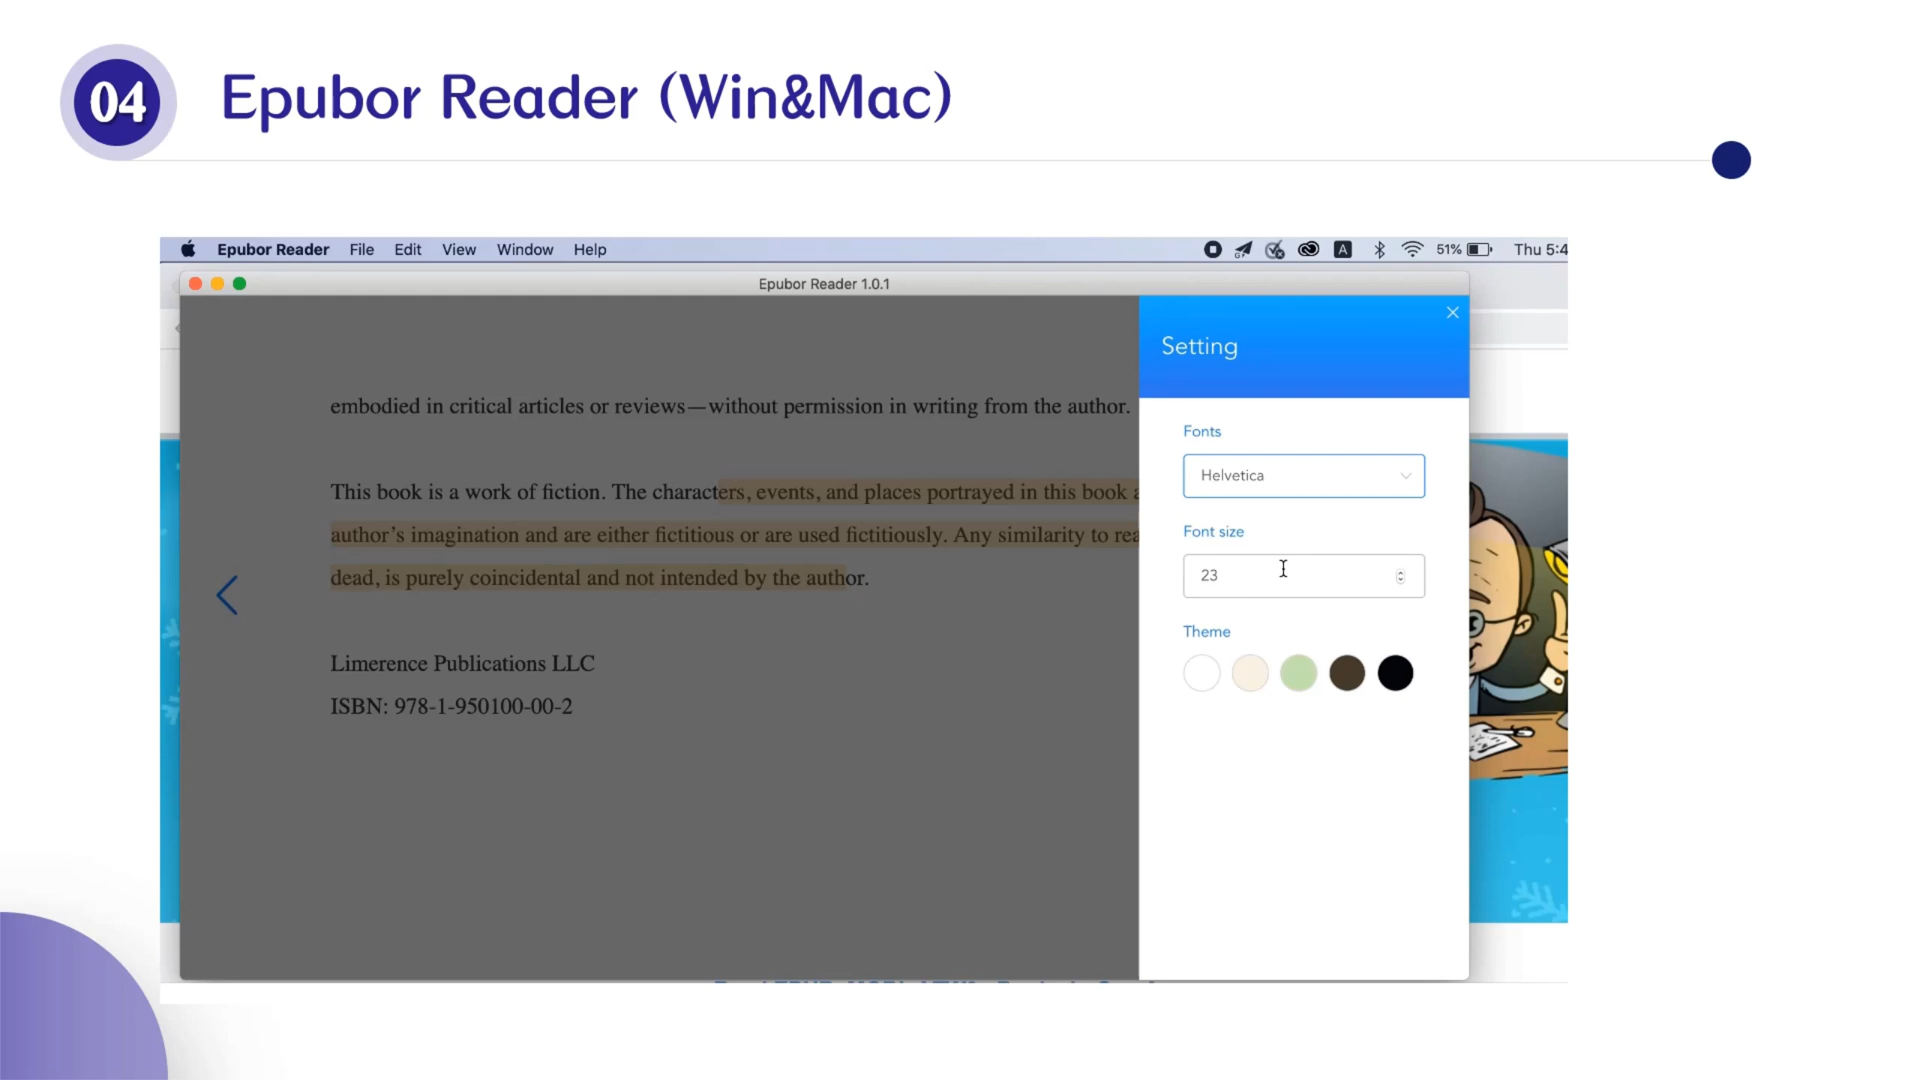 04
Epubor Reader (Win&Mac)
Epubor Reader File Edit View Window Help
A 51% Thu 5:4
Epubor Reader 1.0.1
Setting
embodied in critical articles or reviews—without permission in writing from the author.
This book is a work of fiction. The characters, events, and places portrayed in this book
author's imagination and are either fictitious or are used fictitiously. Any similarity to rea
dead, is purely coincidental and not intended by the author.
Limerence Publications LLC
ISBN: 978-1-950100-00-2
Fonts
Helvetica
Font size
23
Theme